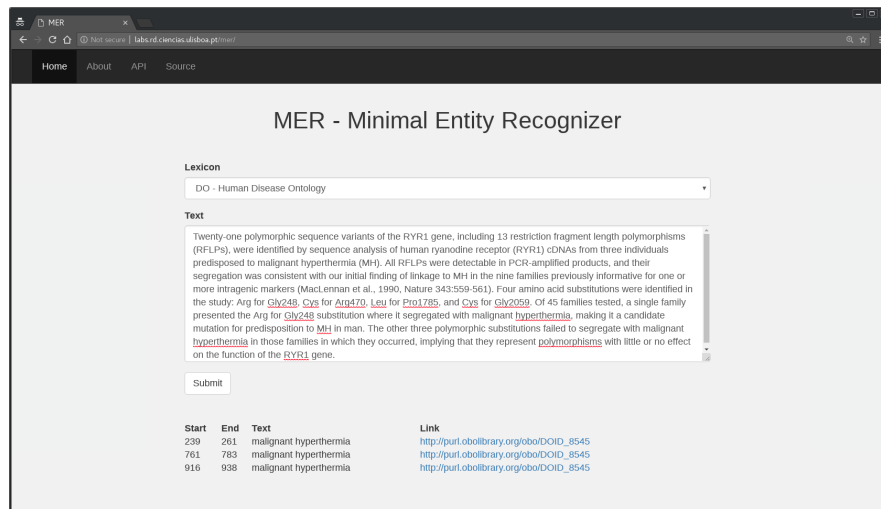 MER
Not secure | labs.rd.ciencias.ulisboa.pt/mer/
Home About API Source
MER - Minimal Entity Recognizer
Lexicon
DO - Human Disease Ontology
Text
Twenty-one polymorphic sequence variants of the RYR1 gene, including 13 restriction fragment length polymorphisms
(RFLPs), were identified by sequence analysis of human ryanodine receptor (RYR1) cDNAs from three individuals
predisposed to malignant hyperthermia (MH). All RFLPs were detectable in PCR-amplified products, and their
segregation was consistent with our initial finding of linkage to MH in the nine families previously informative for one or
more intragenic markers (MacLennan et al., 1990, Nature 343:559-561). Four amino acid substitutions were identified in
the study: Arg for Gly248, Cys for Arg470, Leu for Pro1785, and Cys for Gly2059. Of 45 families tested, a single family
presented the Arg for Gly248 substitution where it segregated with malignant hyperthermia, making it a candidate
mutation for predisposition to MH in man. The other three polymorphic substitutions failed to segregate with malignant
hyperthermia in those families in which they occurred, implying that they represent polymorphisms with little or no effect
on the function of the RYR1 gene.
Submit
Start End Text Link
239 261 malignant hyperthermia http://purl.obolibrary.org/obo/DOID_8545
761 783 malignant hyperthermia http://purl.obolibrary.org/obo/DOID_8545
916 938 malignant hyperthermia http://purl.obolibrary.org/obo/DOID_8545